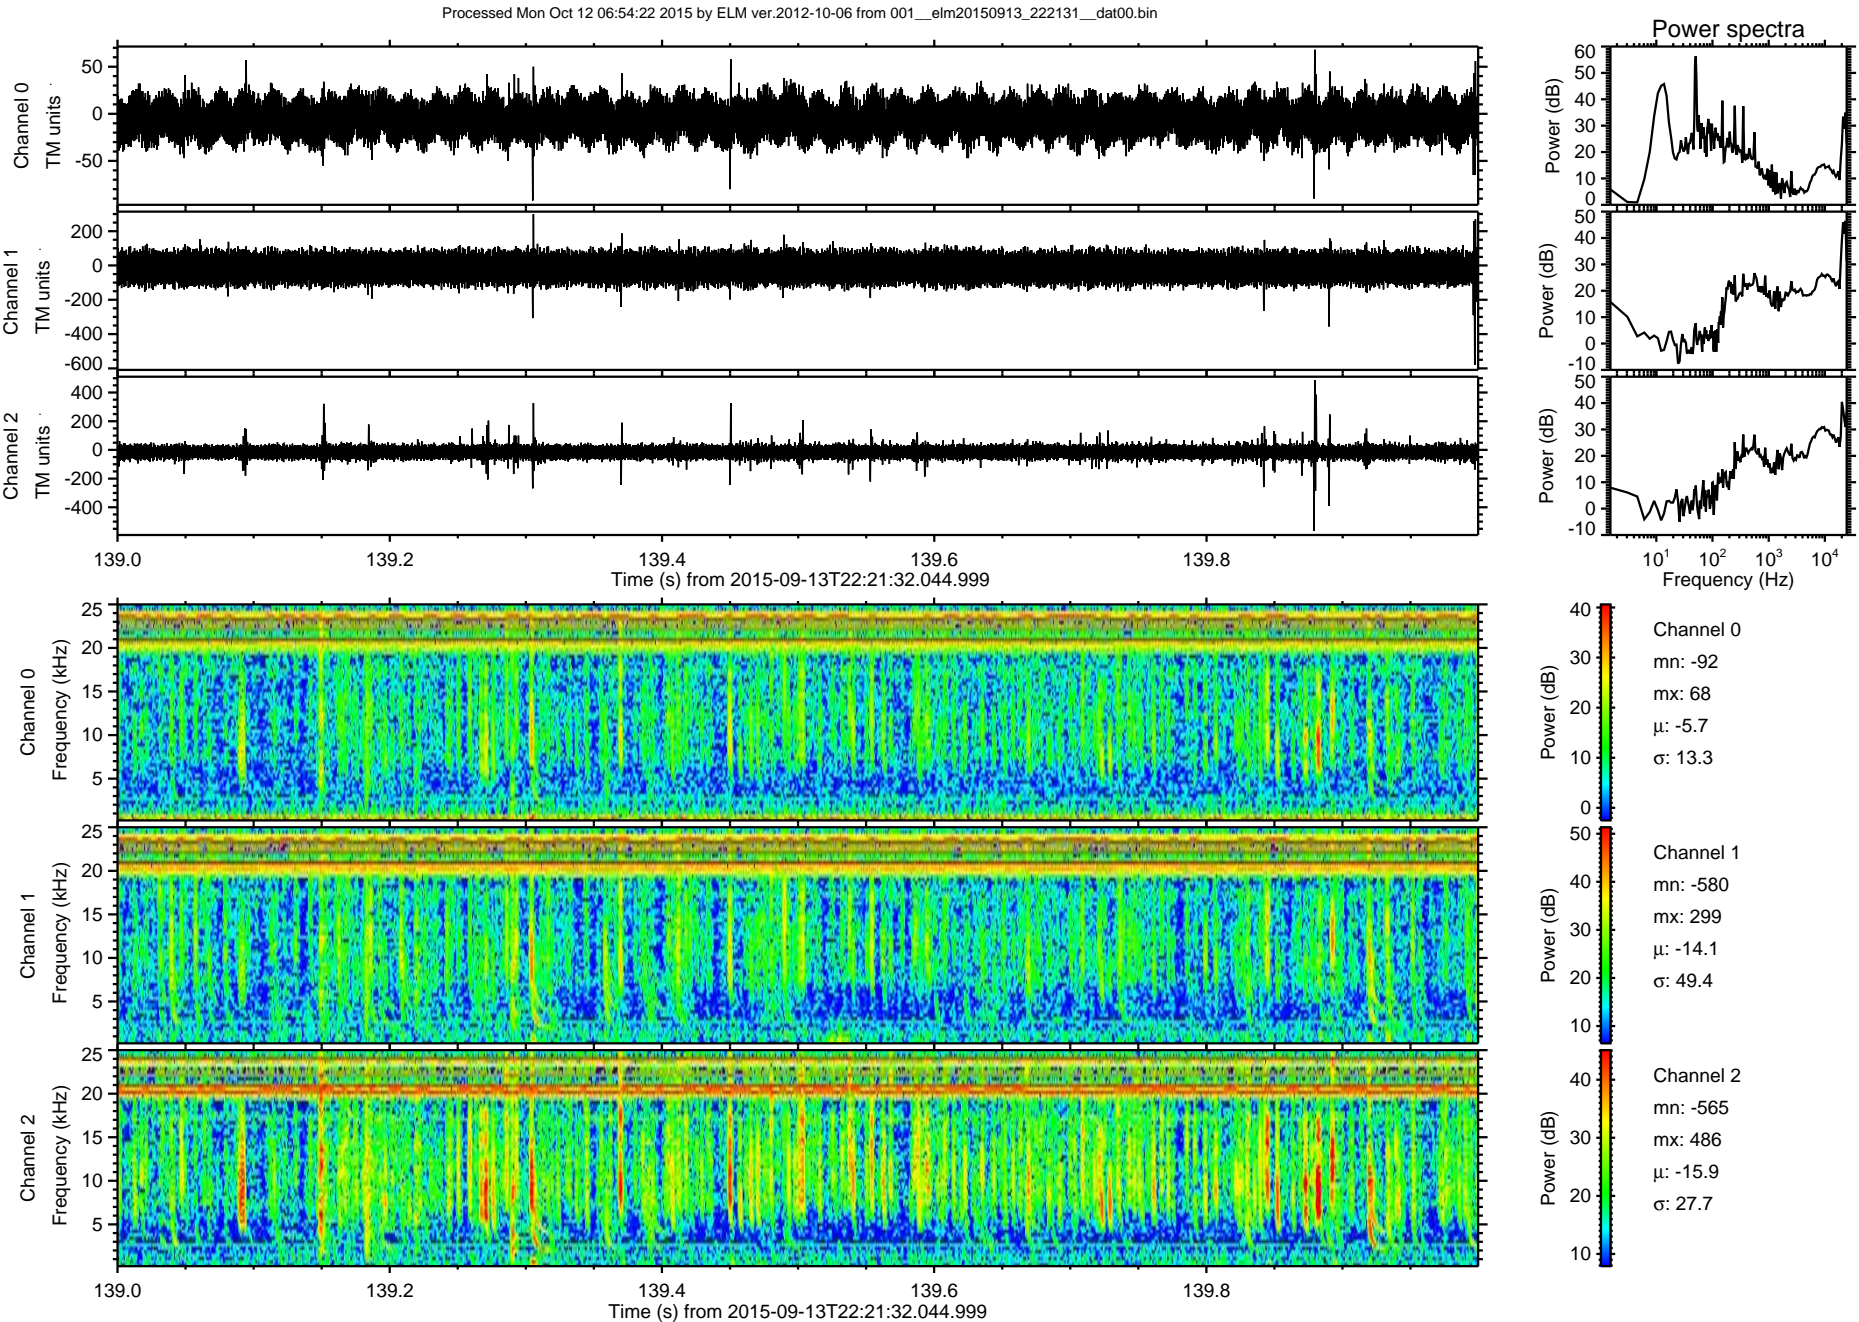 Processed Mon Oct 12 06:54:22 2015 by ELM ver.2012-10-06 from 001__elm20150913_222131__dat00.bin
Power spectra
Channel 0
TM units
50
0
-50
Power (dB)
60
50
40
30
20
10
0
Channel 1
TM units
200
0
-200
-400
-600
Power (dB)
50
40
30
20
10
0
-10
Channel 2
TM units
400
200
0
-200
-400
Power (dB)
50
40
30
20
10
0
-10
139.0 139.2 139.4 139.6 139.8
Time (s) from 2015-09-13T22:21:32.044.999
10¹ 10² 10³ 10⁴
Frequency (Hz)
Channel 0
Frequency (kHz)
25
20
15
10
5
Power (dB)
40
30
20
10
0
Channel 0
mn: -92
mx: 68
μ: -5.7
σ: 13.3
Channel 1
Frequency (kHz)
25
20
15
10
5
Power (dB)
50
40
30
20
10
Channel 1
mn: -580
mx: 299
μ: -14.1
σ: 49.4
Channel 2
Frequency (kHz)
25
20
15
10
5
Power (dB)
40
30
20
10
Channel 2
mn: -565
mx: 486
μ: -15.9
σ: 27.7
139.0 139.2 139.4 139.6 139.8
Time (s) from 2015-09-13T22:21:32.044.999